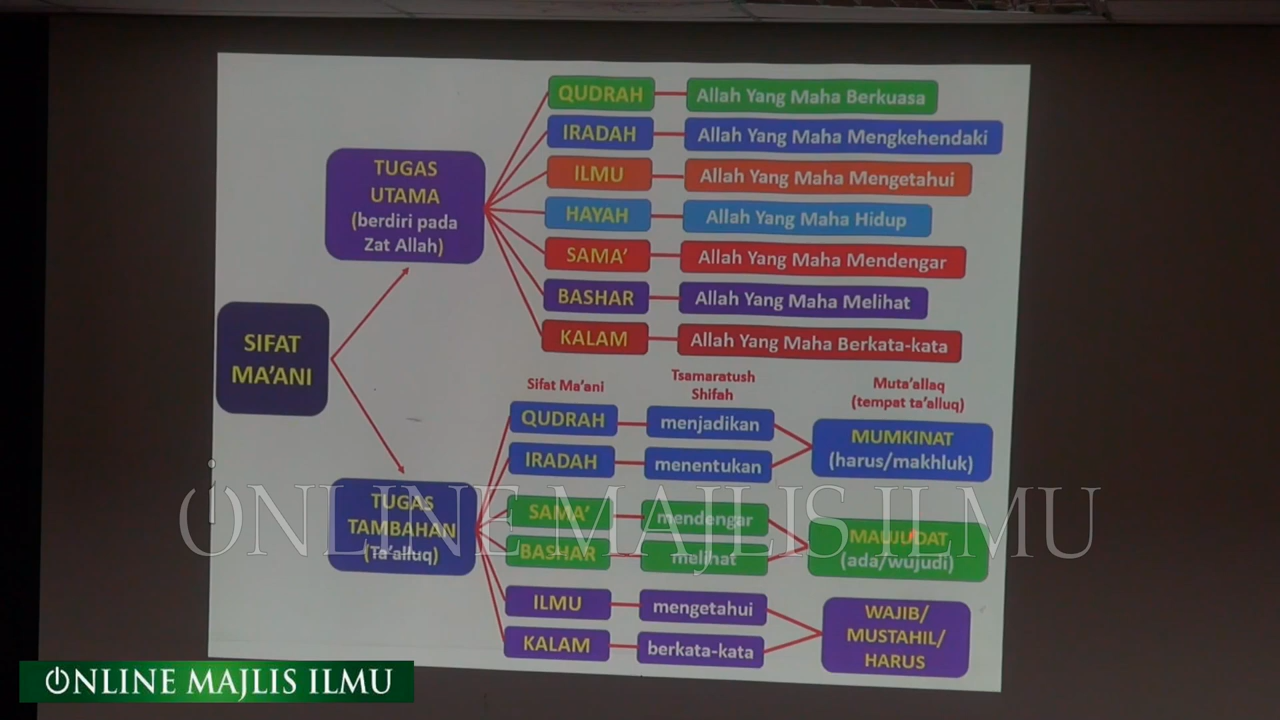 QUDRAH
Allah Yang Maha Berkuasa
IRADAH
Allah Yang Maha Mengkehendaki
ILMU
Allah Yang Maha Mengetahui
HAYAH
Allah Yang Maha Hidup
SAMA’
Allah Yang Maha Mendengar
BASHAR
Allah Yang Maha Melihat
KALAM
Allah Yang Maha Berkata-kata
TUGAS
UTAMA
(berdiri pada
Zat Allah)
SIFAT
MA’ANI
TUGAS
TAMBAHAN
(Ta’alluq)
Sifat Ma’ani
Tsamaratush
Shifah
Muta’allaq
(tempat ta’alluq)
QUDRAH
menjadikan
IRADAH
menentukan
MUMKINAT
(harus/makhluk)
SAMA’
mendengar
BASHAR
melihat
MAUJUDAT
(ada/wujudi)
ILMU
mengetahui
KALAM
berkata-kata
WAJIB/
MUSTAHIL/
HARUS
ONLINE MAJLIS ILMU
ONLINE MAJLIS ILMU